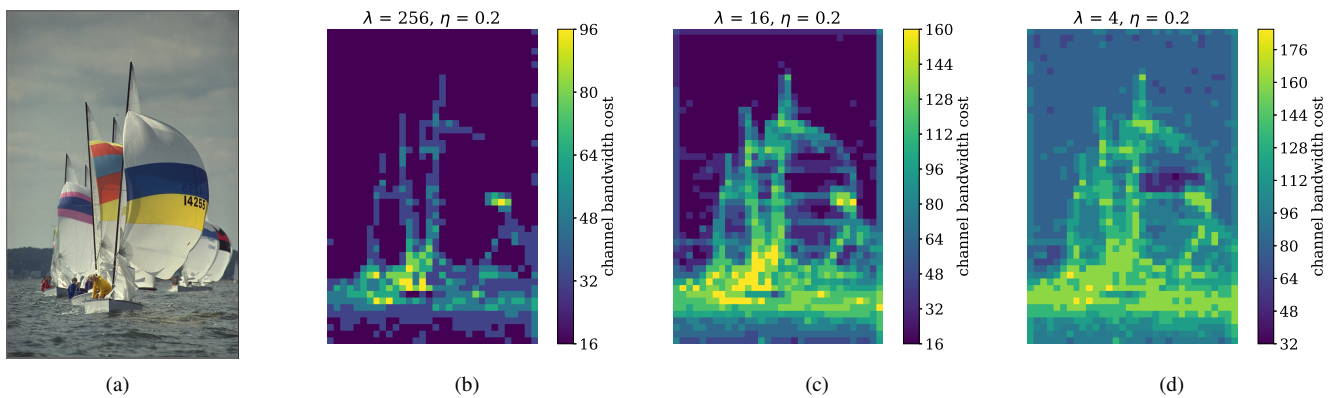 λ = 256, η = 0.2
96
80
64
48
32
16
channel bandwidth cost
λ = 16, η = 0.2
160
144
128
112
96
80
64
48
32
16
channel bandwidth cost
λ = 4, η = 0.2
176
160
144
128
112
96
80
64
48
32
channel bandwidth cost
(a)
(b)
(c)
(d)